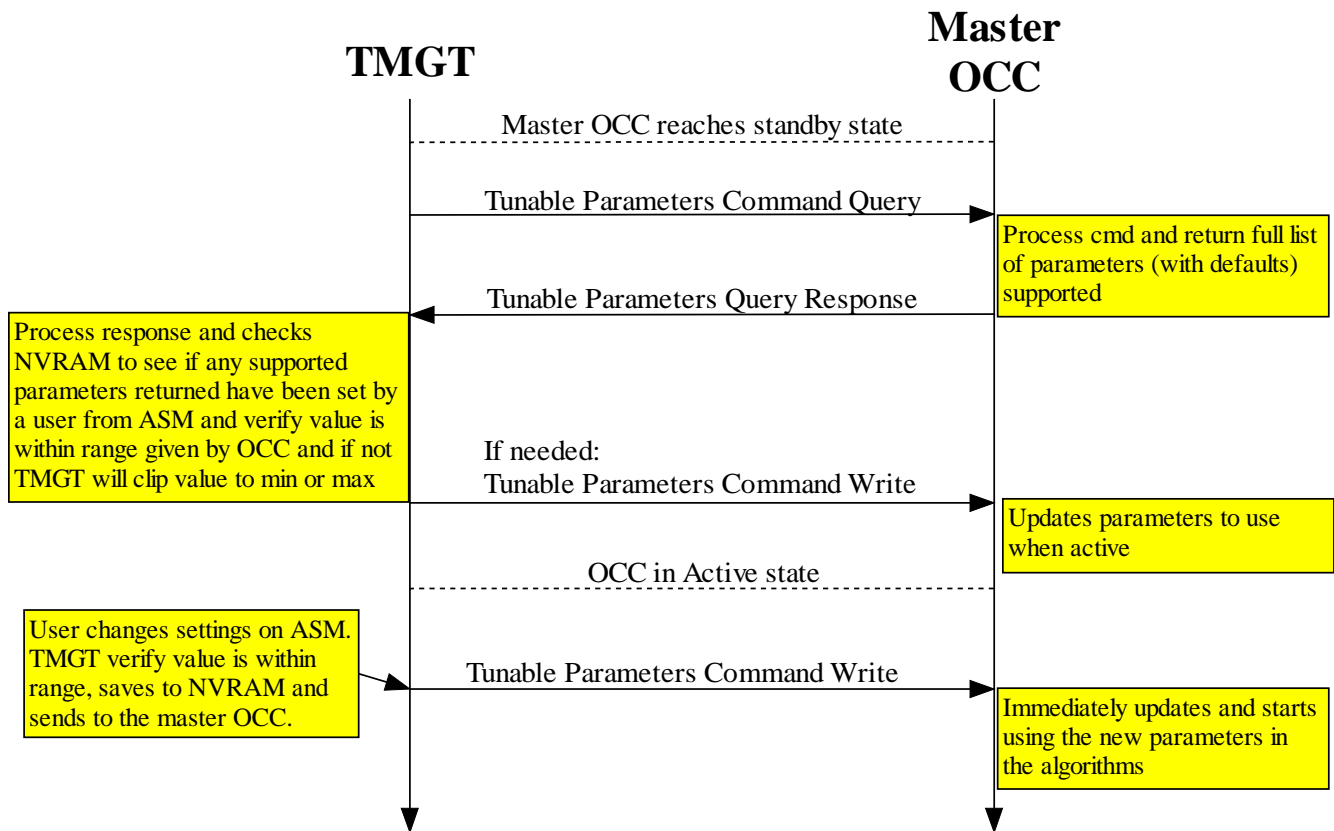 TMGT
Master
OCC
Master OCC reaches standby state
Tunable Parameters Command Query
Process cmd and return full list
of parameters (with defaults)
supported
Tunable Parameters Query Response
Process response and checks
NVRAM to see if any supported
parameters returned have been set by
a user from ASM and verify value is
within range given by OCC and if not
TMGT will clip value to min or max
If needed:
Tunable Parameters Command Write
Updates parameters to use
when active
OCC in Active state
User changes settings on ASM.
TMGT verify value is within
range, saves to NVRAM and
sends to the master OCC.
Tunable Parameters Command Write
Immediately updates and starts
using the new parameters in
the algorithms